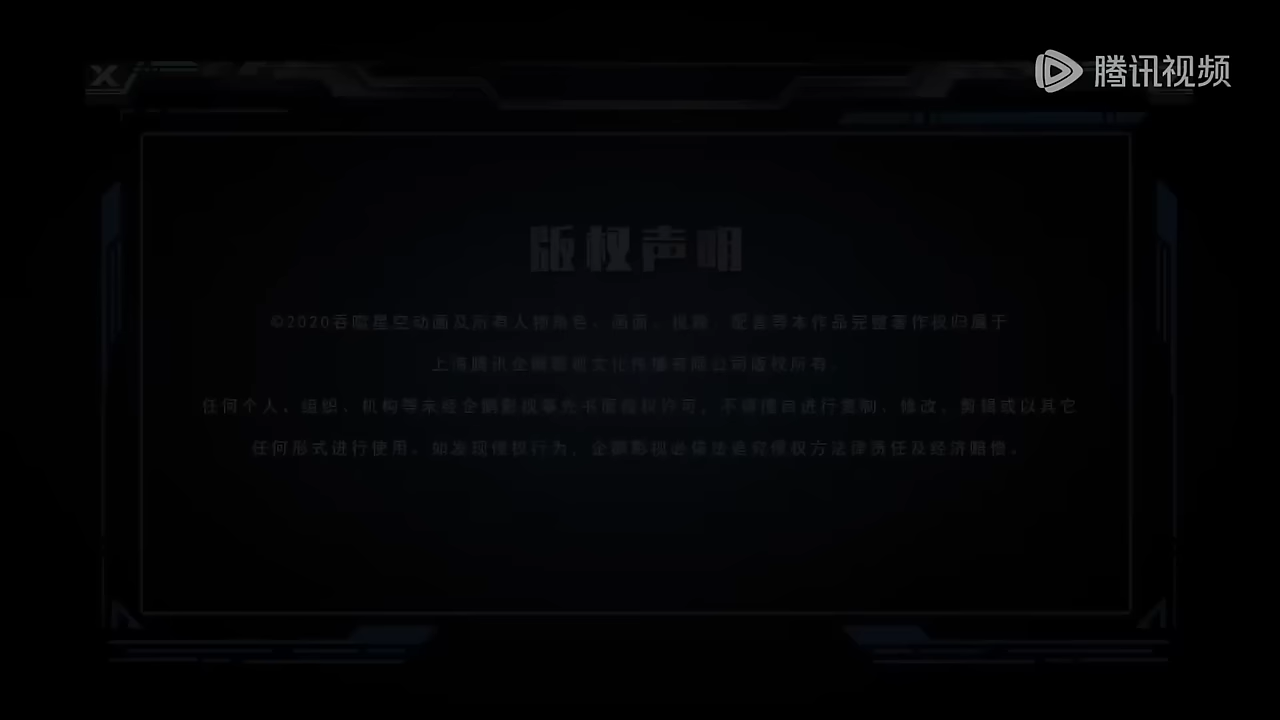 腾讯视频
版权声明
©2020吞噬星空动画及所有人物角色、画面、视频、配音等本作品完整著作权归属于
上海腾讯企鹅影视文化传播有限公司版权所有。
任何个人、组织、机构等未经企鹅影视事先书面授权许可，不得擅自进行复制、修改、剪辑或以其它
任何形式进行使用。如发现侵权行为，企鹅影视必依法追究侵权方法律责任及经济赔偿。